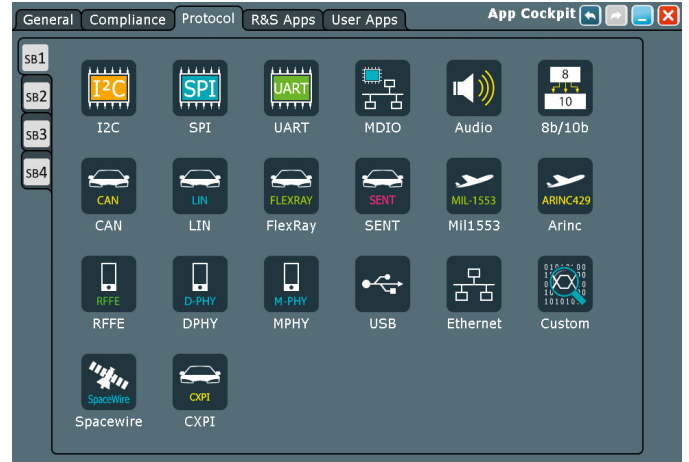 General Compliance Protocol R&S Apps User Apps App Cockpit
SB1
SB2
SB3
SB4
I²C SPI UART 8
10
I2C SPI UART MDIO Audio 8b/10b
CAN LIN FLEXRAY SENT MIL-1553 ARINC429
CAN LIN FlexRay SENT Mil1553 Arinc
RFFE D-PHY M-PHY
RFFE DPHY MPHY USB Ethernet Custom
SpaceWire CXPI
Spacewire CXPI